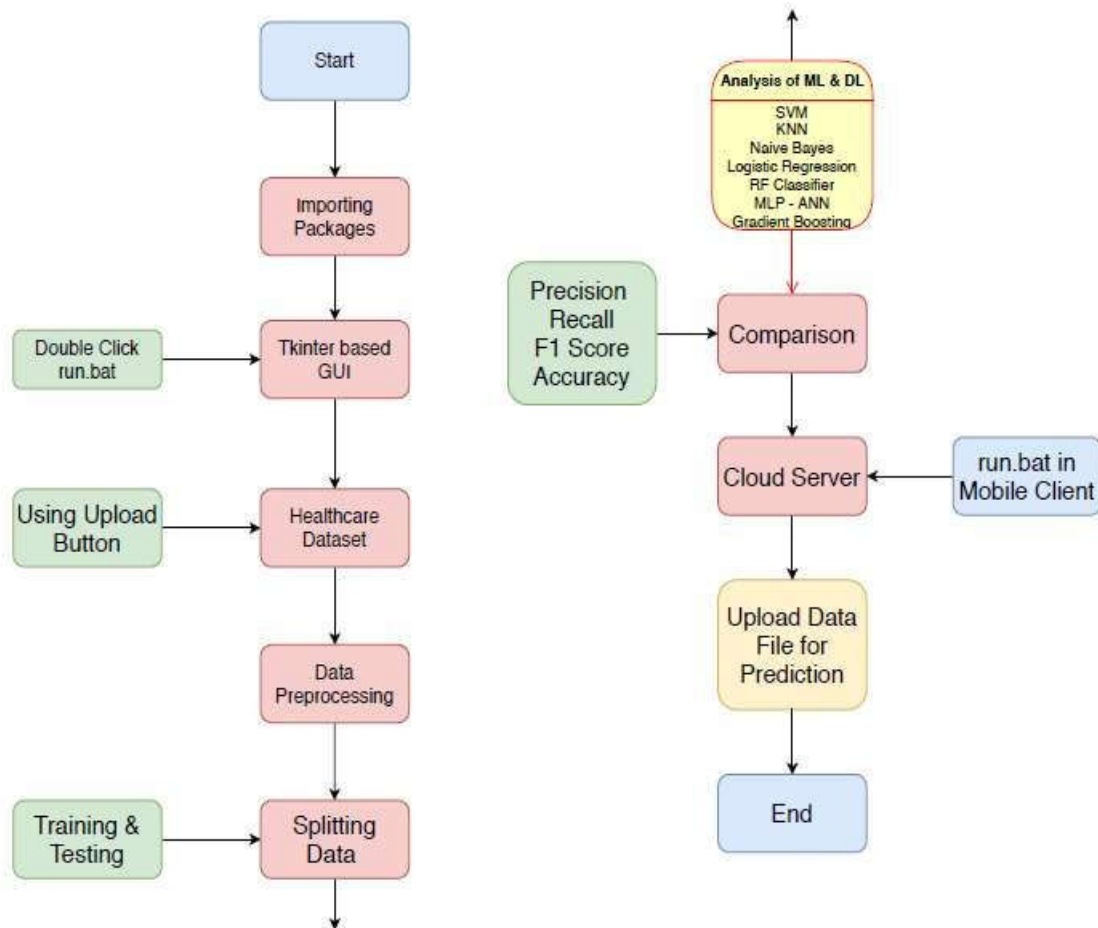 Start
Importing
Packages
Double Click
run.bat
Tkinter based
GUI
Using Upload
Button
Healthcare
Dataset
Data
Preprocessing
Training &
Testing
Splitting
Data
Analysis of ML & DL
SVM
KNN
Naive Bayes
Logistic Regression
RF Classifier
MLP - ANN
Gradient Boosting
Precision
Recall
F1 Score
Accuracy
Comparison
Cloud Server
run.bat in
Mobile Client
Upload Data
File for
Prediction
End